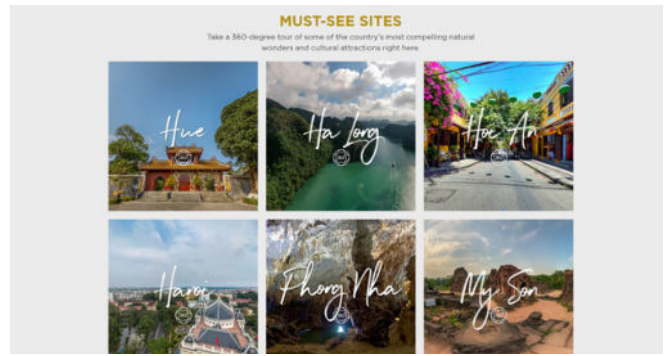 MUST-SEE SITES
Take a 360-degree tour of some of the country's most compelling natural
wonders and cultural attractions right here.
Hue
Ha Long
Hoi An
Hanoi
Phong Nha
My Son